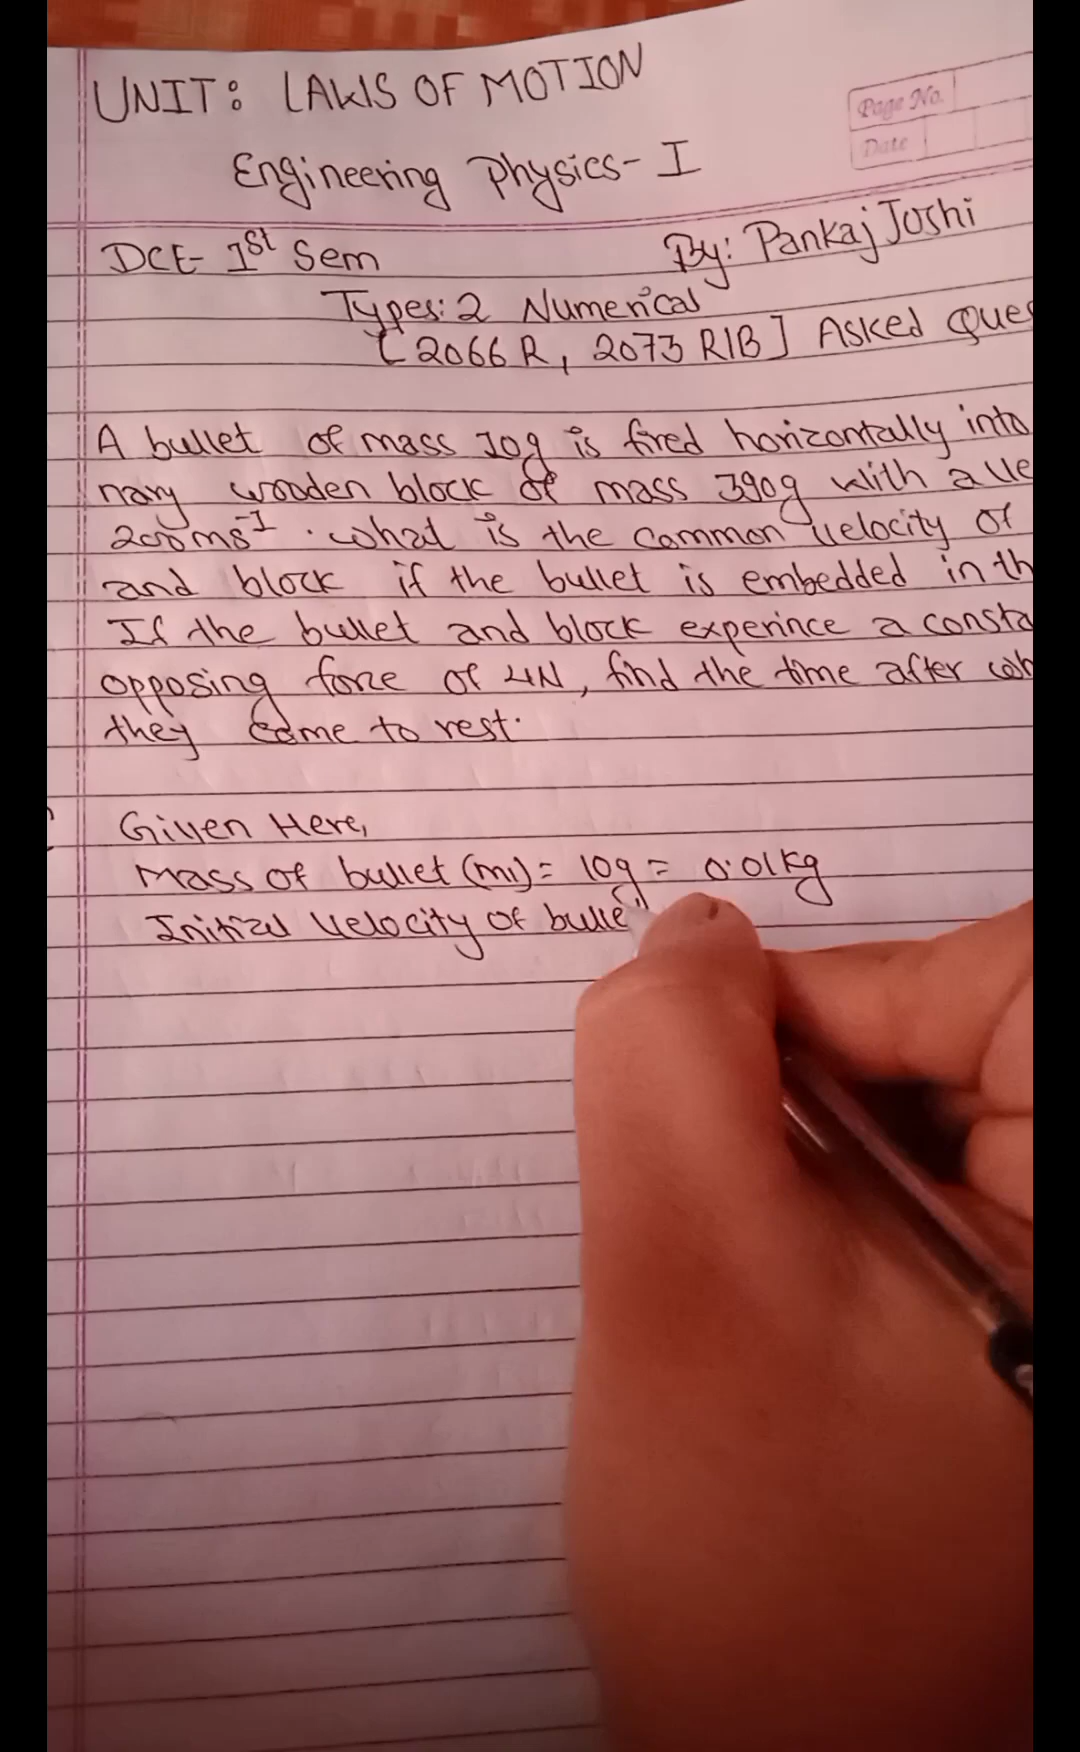 UNIT: LAWS OF MOTION
Page No.
Engineering Physics-I
Date
DCE- 1st Sem
By: Pankaj Joshi
Types: 2 Numerical
[2066 R, 2073 R/B] Asked Ques
A bullet of mass 10g is fired horizontally into
nary wooden block of mass 390g with a ve
200ms-1. what is the common velocity of
and block if the bullet is embedded in th
If the bullet and block experince a consta
opposing force of 4N, find the time after wh
they came to rest.
Given Here,
Mass of bullet (m1) = 10g = 0.01kg
Initial velocity of bulle